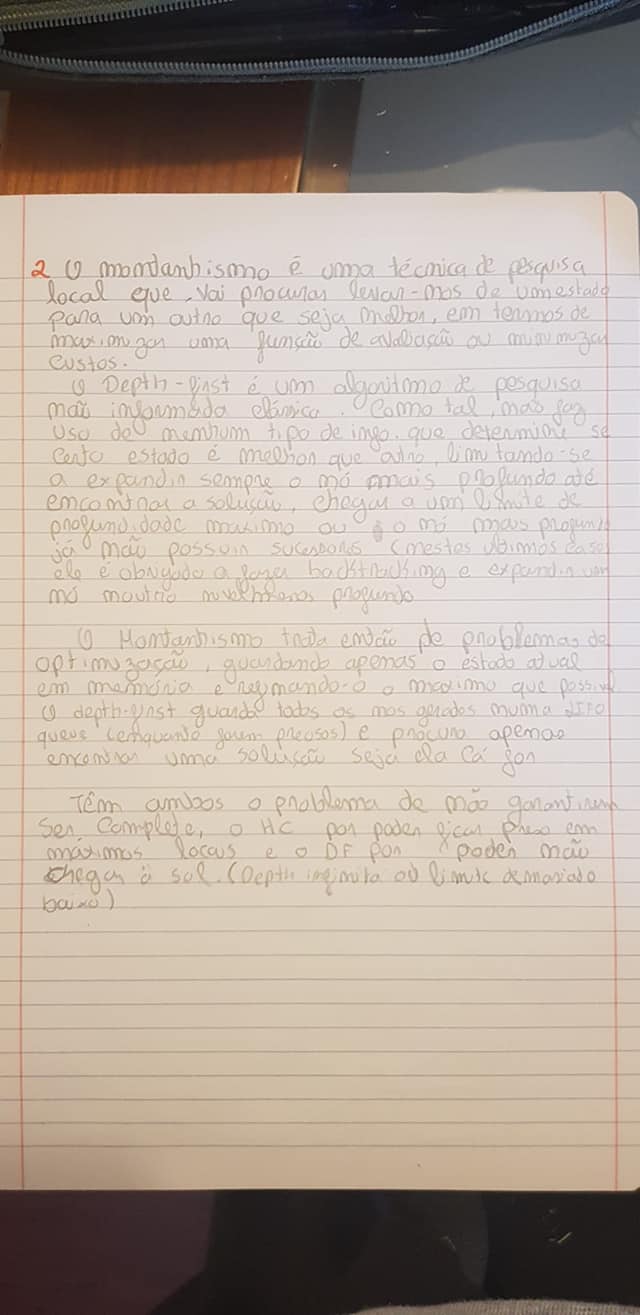 2 O montanhismo é uma técnica de pesquisa
local que, vai procurar levar-nos de um estado
para um outro que seja melhor, em termos de
maximizar uma função de avaliação ou minimizar
custos.
O Depth-first é um algoritmo de pesquisa
não informada clássica. Como tal, não faz
uso de nenhum tipo de info. que determine se
certo estado é melhor que outro, limitando-se
a expandir sempre o nó mais profundo até
encontrar a solução, chegar a um limite de
profundidade maximo ou o nó mais profundo
já não possuir sucessores (nestes ultimos casos
ele é obrigado a fazer backtracking e expandir um
nó noutro nivel menos profundo
O Montanhismo trata então de problemas de
optimização, guardando apenas o estado atual
em memória e refinando-o o maximo que possivel
O depth-first guarda todos os nos gerados numa LIFO
queue (enquanto forem precisos) e procura apenas
encontrar uma solução seja ela cá for
Têm ambos o problema de não garantirem
ser complete, o HC por poder ficar preso em
máximos locais e o DF por poder não
chegar à sol. (Depth infinita ou limite demasiado
baixo)